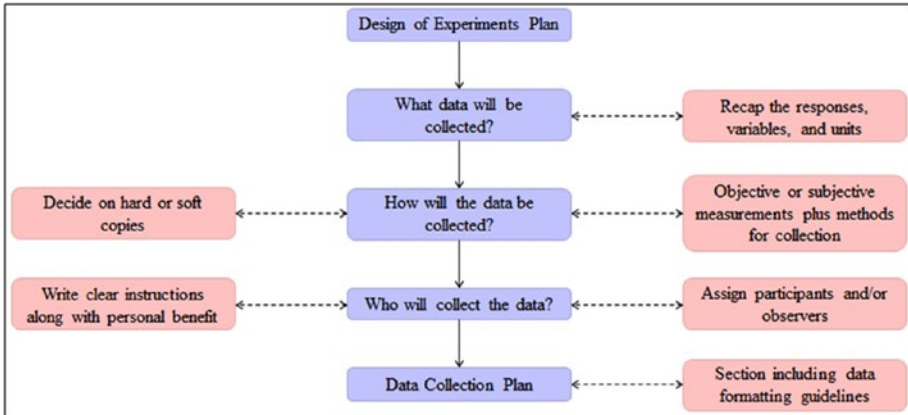 Design of Experiments Plan
What data will be
collected?
Recap the responses,
variables, and units
Decide on hard or soft
copies
How will the data be
collected?
Objective or subjective
measurements plus methods
for collection
Write clear instructions
along with personal benefit
Who will collect the data?
Assign participants and/or
observers
Data Collection Plan
Section including data
formatting guidelines